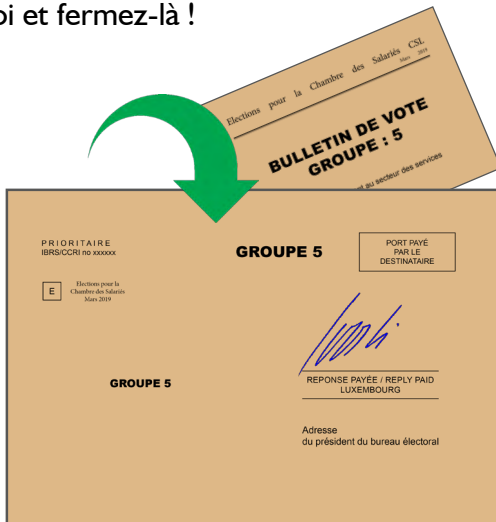 oi et fermez-là !
Elections pour la Chambre des Salariés CSL
Mars 2019
BULLETIN DE VOTE
GROUPE : 5
au secteur des services
PRIORITAIRE
IBRS/CCRI no xxxxxx
GROUPE 5
PORT PAYÉ
PAR LE
DESTINATAIRE
E
Elections pour la
Chambre des Salariés
Mars 2019
GROUPE 5
REPONSE PAYÉE / REPLY PAID
LUXEMBOURG
Adresse
du président du bureau électoral